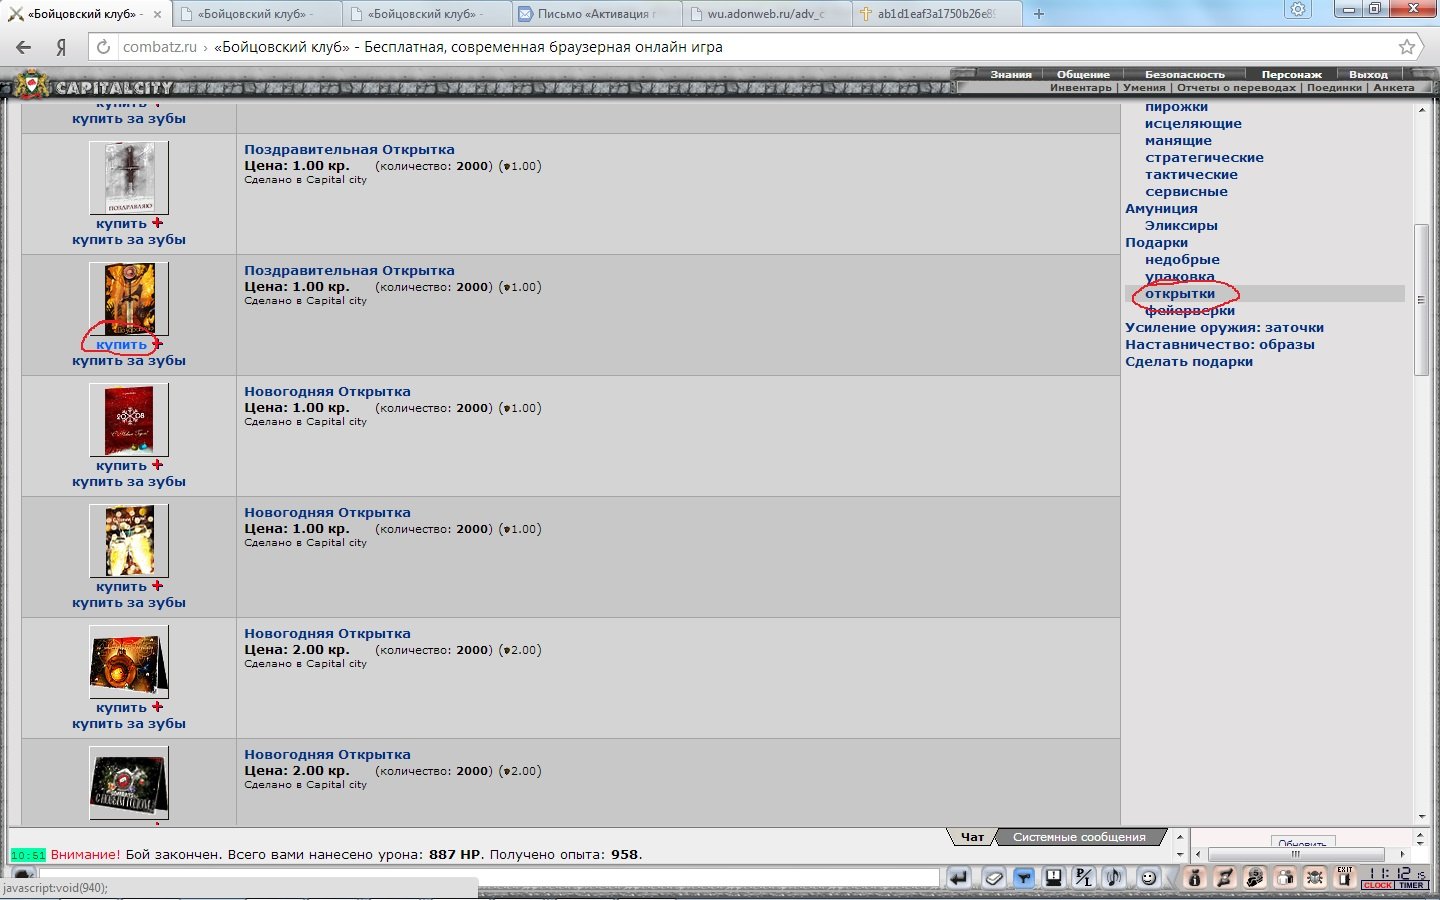 «Бойцовский клуб» -
«Бойцовский клуб» -
«Бойцовский клуб» -
Письмо «Активация
wu.adonweb.ru/adv_c
ab1d1eaf3a1750b26e89
combatz.ru › «Бойцовский клуб» - Бесплатная, современная браузерная онлайн игра
CAPITALCITY
Знания Общение Безопасность Персонаж Выход
Инвентарь | Умения | Отчеты о переводах | Поединки | Анкета
купить
купить за зубы
Поздравительная Открытка
Цена: 1.00 кр. (количество: 2000) (1.00)
Сделано в Capital city
ПОЗДРАВЛЯЮ
купить
купить за зубы
Поздравительная Открытка
Цена: 1.00 кр. (количество: 2000) (1.00)
Сделано в Capital city
купить
купить за зубы
Новогодняя Открытка
Цена: 1.00 кр. (количество: 2000) (1.00)
Сделано в Capital city
купить
купить за зубы
Новогодняя Открытка
Цена: 1.00 кр. (количество: 2000) (1.00)
Сделано в Capital city
купить
купить за зубы
Новогодняя Открытка
Цена: 2.00 кр. (количество: 2000) (2.00)
Сделано в Capital city
купить
купить за зубы
Новогодняя Открытка
Цена: 2.00 кр. (количество: 2000) (2.00)
Сделано в Capital city
пирожки
исцеляющие
манящие
стратегические
тактические
сервисные
Амуниция
Эликсиры
Подарки
недобрые
упаковка
открытки
фейерверки
Усиление оружия: заточки
Наставничество: образы
Сделать подарки
Чат Системные сообщения
Обновить
10:51 Внимание! Бой закончен. Всего вами нанесено урона: 887 HP. Получено опыта: 958.
javascript:void(940);
P/L
EXIT
11:12 15
CLOCK TIMER